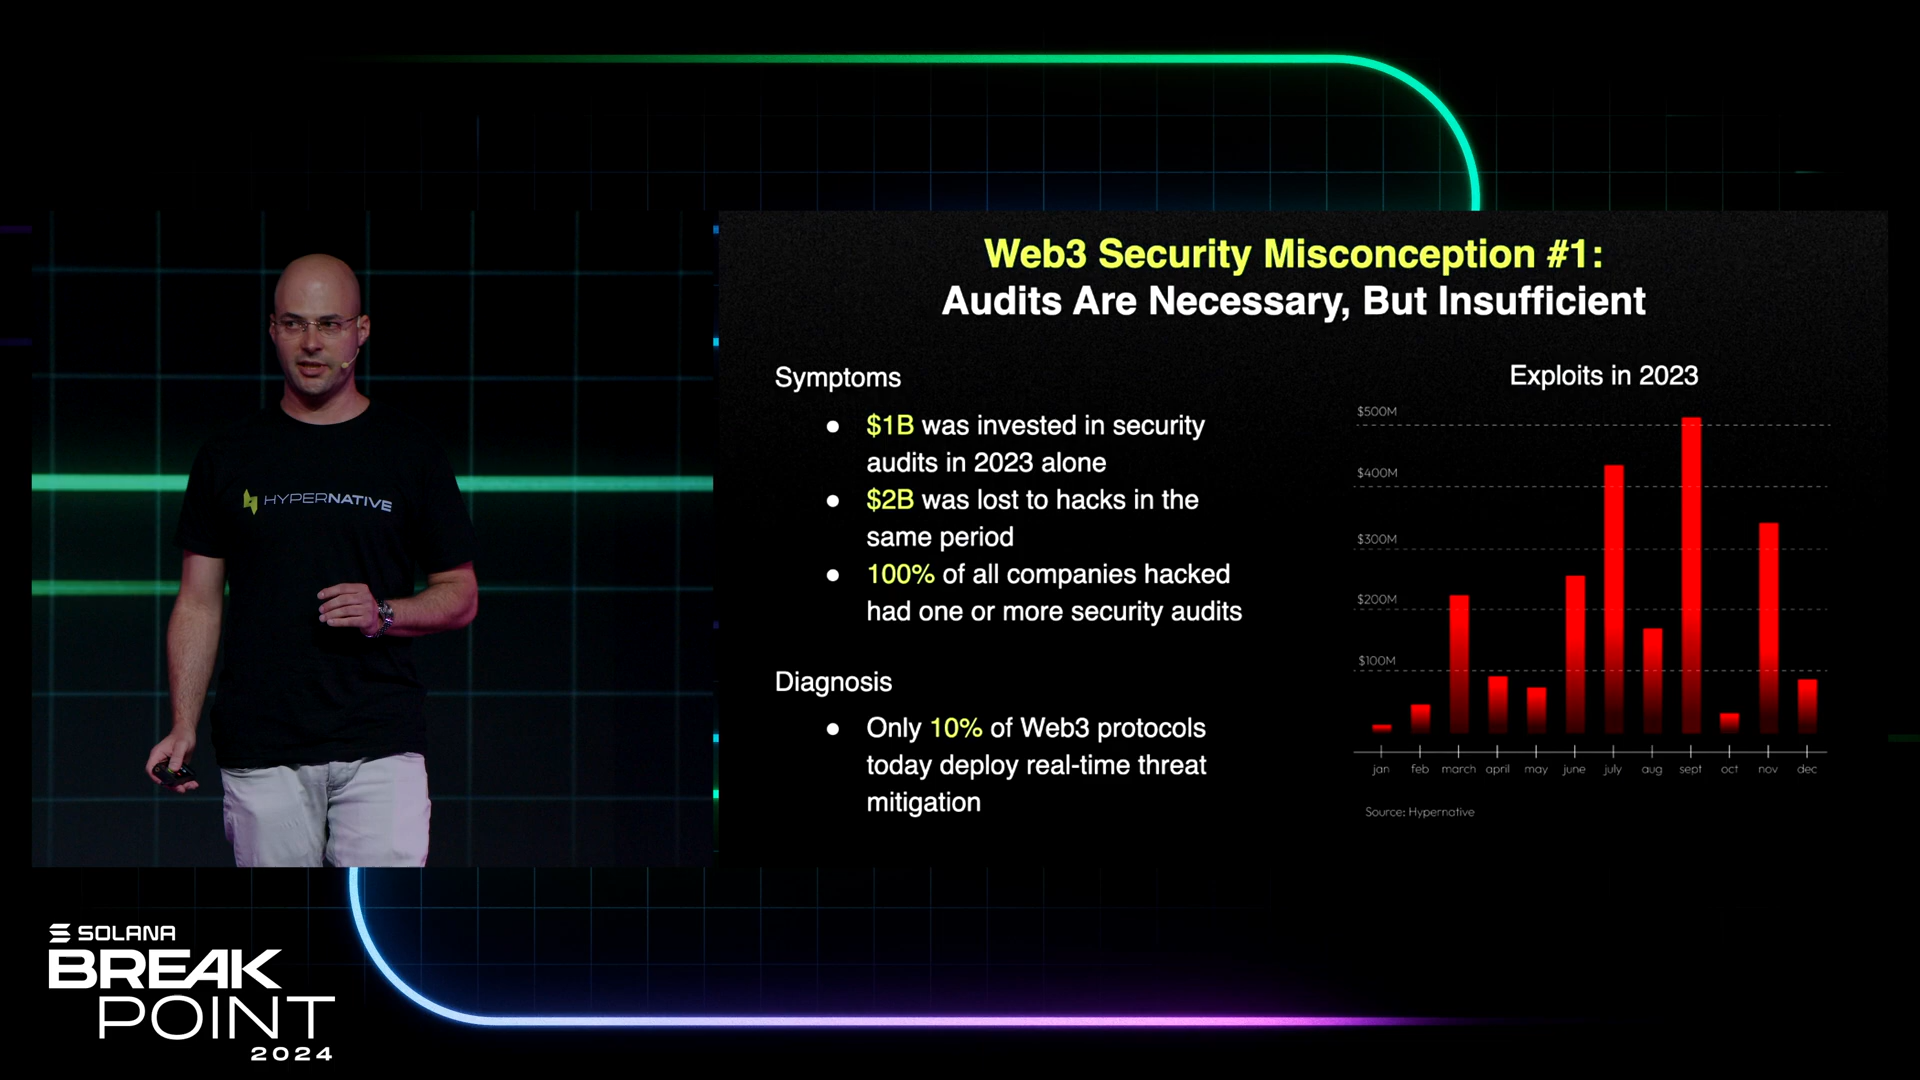 Web3 Security Misconception #1:
Audits Are Necessary, But Insufficient
Symptoms
● $1B was invested in security
audits in 2023 alone
● $2B was lost to hacks in the
same period
● 100% of all companies hacked
had one or more security audits
Diagnosis
● Only 10% of Web3 protocols
today deploy real-time threat
mitigation
Exploits in 2023
$500M
$400M
$300M
$200M
$100M
jan feb march april may june july aug sept oct nov dec
Source: Hypernative
HYPERNATIVE
SOLANA
BREAK
POINT
2024